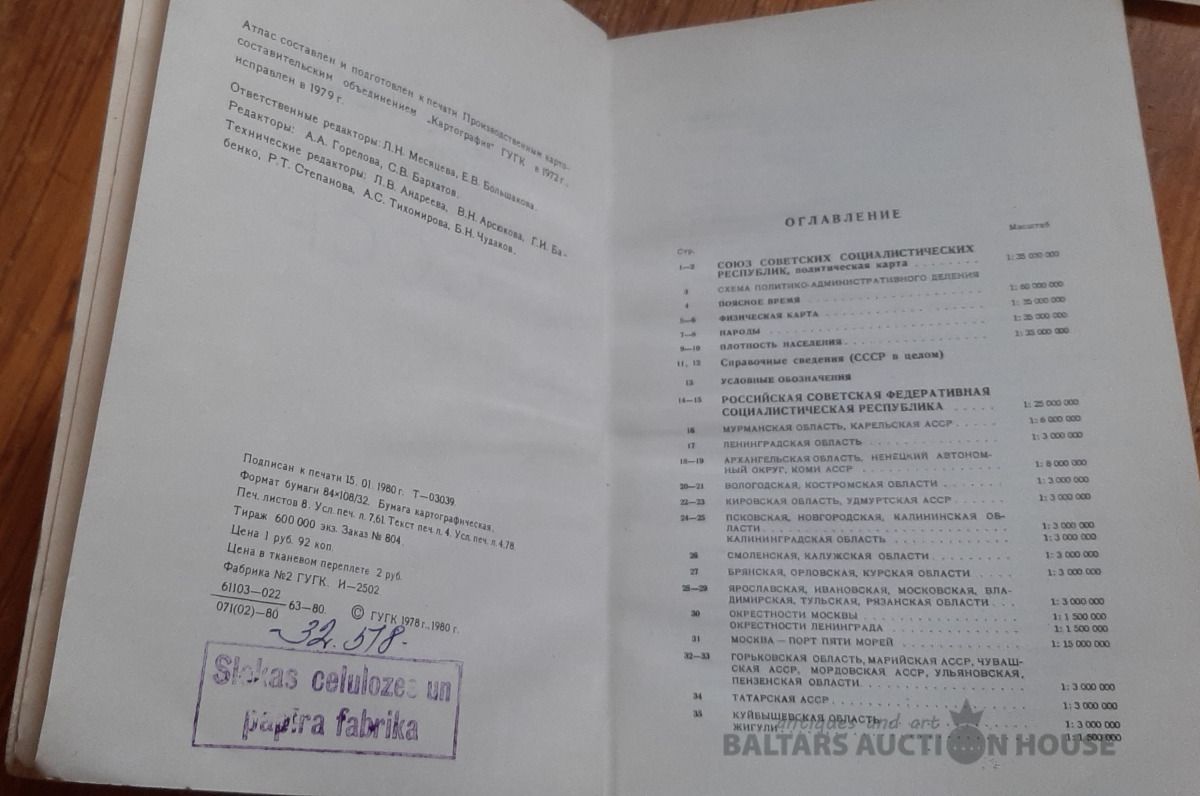 Атлас составлен и подготовлен к печати Производственным карто-
составительским объединением „Картография" ГУГК в 1972 г.,
исправлен в 1979 г.
Ответственные редакторы: Л.Н. Месяцева, Е.В. Большакова.
Редакторы: А.А. Горелова, С.В. Бархатов.
Технические редакторы: Л.В. Андреева, В.Н. Арсюкова, Г.И. Ба-
бенко, Р.Т. Степанова, А.С. Тихомирова, Б.Н. Чудаков.
Подписан к печати 15. 01. 1980 г. Т—03039.
Формат бумаги 84×108/32. Бумага картографическая.
Печ. листов 8. Усл. печ. л. 7,61. Текст печ. л. 4. Усл. печ. л. 4,78.
Тираж 600 000 экз. Заказ № 804.
Цена 1 руб. 92 коп.
Цена в тканевом переплете 2 руб.
Фабрика №2 ГУГК. И—2502
61103—022
071(02)—80
63—80. © ГУГК 1978 г., 1980 г.
-32.518-
Slokas celulozes un
papīra fabrika
ОГЛАВЛЕНИЕ
Стр. Масштаб
1—2 СОЮЗ СОВЕТСКИХ СОЦИАЛИСТИЧЕСКИХ
РЕСПУБЛИК, политическая карта . . . . . . . . 1: 35 000 000
3 СХЕМА ПОЛИТИКО-АДМИНИСТРАТИВНОГО ДЕЛЕНИЯ
4 ПОЯСНОЕ ВРЕМЯ . . . . . . . . 1: 60 000 000
5—6 ФИЗИЧЕСКАЯ КАРТА . . . . . . . . 1: 35 000 000
7—8 НАРОДЫ . . . . . . . . 1: 35 000 000
9—10 ПЛОТНОСТЬ НАСЕЛЕНИЯ . . . . . . . . 1: 35 000 000
11, 12 Справочные сведения (СССР в целом)
13 УСЛОВНЫЕ ОБОЗНАЧЕНИЯ
14—15 РОССИЙСКАЯ СОВЕТСКАЯ ФЕДЕРАТИВНАЯ
СОЦИАЛИСТИЧЕСКАЯ РЕСПУБЛИКА . . . . . 1: 25 000 000
16 МУРМАНСКАЯ ОБЛАСТЬ, КАРЕЛЬСКАЯ АССР . . . . 1: 6 000 000
17 ЛЕНИНГРАДСКАЯ ОБЛАСТЬ . . . . . . . . 1: 3 000 000
18—19 АРХАНГЕЛЬСКАЯ ОБЛАСТЬ, НЕНЕЦКИЙ АВТОНОМ-
НЫЙ ОКРУГ, КОМИ АССР . . . . . . . . 1: 8 000 000
20—21 ВОЛОГОДСКАЯ, КОСТРОМСКАЯ ОБЛАСТИ . . . . . 1: 3 000 000
22—23 КИРОВСКАЯ ОБЛАСТЬ, УДМУРТСКАЯ АССР . . . . 1: 3 000 000
24—25 ПСКОВСКАЯ, НОВГОРОДСКАЯ, КАЛИНИНСКАЯ ОБ-
ЛАСТИ . . . . . . . . 1: 3 000 000
КАЛИНИНГРАДСКАЯ ОБЛАСТЬ . . . . . . . . 1: 3 000 000
26 СМОЛЕНСКАЯ, КАЛУЖСКАЯ ОБЛАСТИ . . . . . . . 1: 3 000 000
27 БРЯНСКАЯ, ОРЛОВСКАЯ, КУРСКАЯ ОБЛАСТИ . . . . 1: 3 000 000
28—29 ЯРОСЛАВСКАЯ, ИВАНОВСКАЯ, МОСКОВСКАЯ, ВЛА-
ДИМИРСКАЯ, ТУЛЬСКАЯ, РЯЗАНСКАЯ ОБЛАСТИ . . . 1: 3 000 000
30 ОКРЕСТНОСТИ МОСКВЫ . . . . . . . . 1: 1 500 000
ОКРЕСТНОСТИ ЛЕНИНГРАДА . . . . . . . . 1: 1 500 000
31 МОСКВА — ПОРТ ПЯТИ МОРЕЙ . . . . . . . . 1: 15 000 000
32—33 ГОРЬКОВСКАЯ ОБЛАСТЬ, МАРИЙСКАЯ АССР, ЧУВАШ-
СКАЯ АССР, МОРДОВСКАЯ АССР, УЛЬЯНОВСКАЯ,
ПЕНЗЕНСКАЯ ОБЛАСТИ . . . . . . . . 1: 3 000 000
34 ТАТАРСКАЯ АССР . . . . . . . . 1: 3 000 000
35 КУЙБЫШЕВСКАЯ ОБЛАСТЬ . . . . . . . . 1: 3 000 000
ЖИГУЛИ . . . . . . . . 1: 1 500 000
antiques and art
BALTARS AUCTION HOUSE